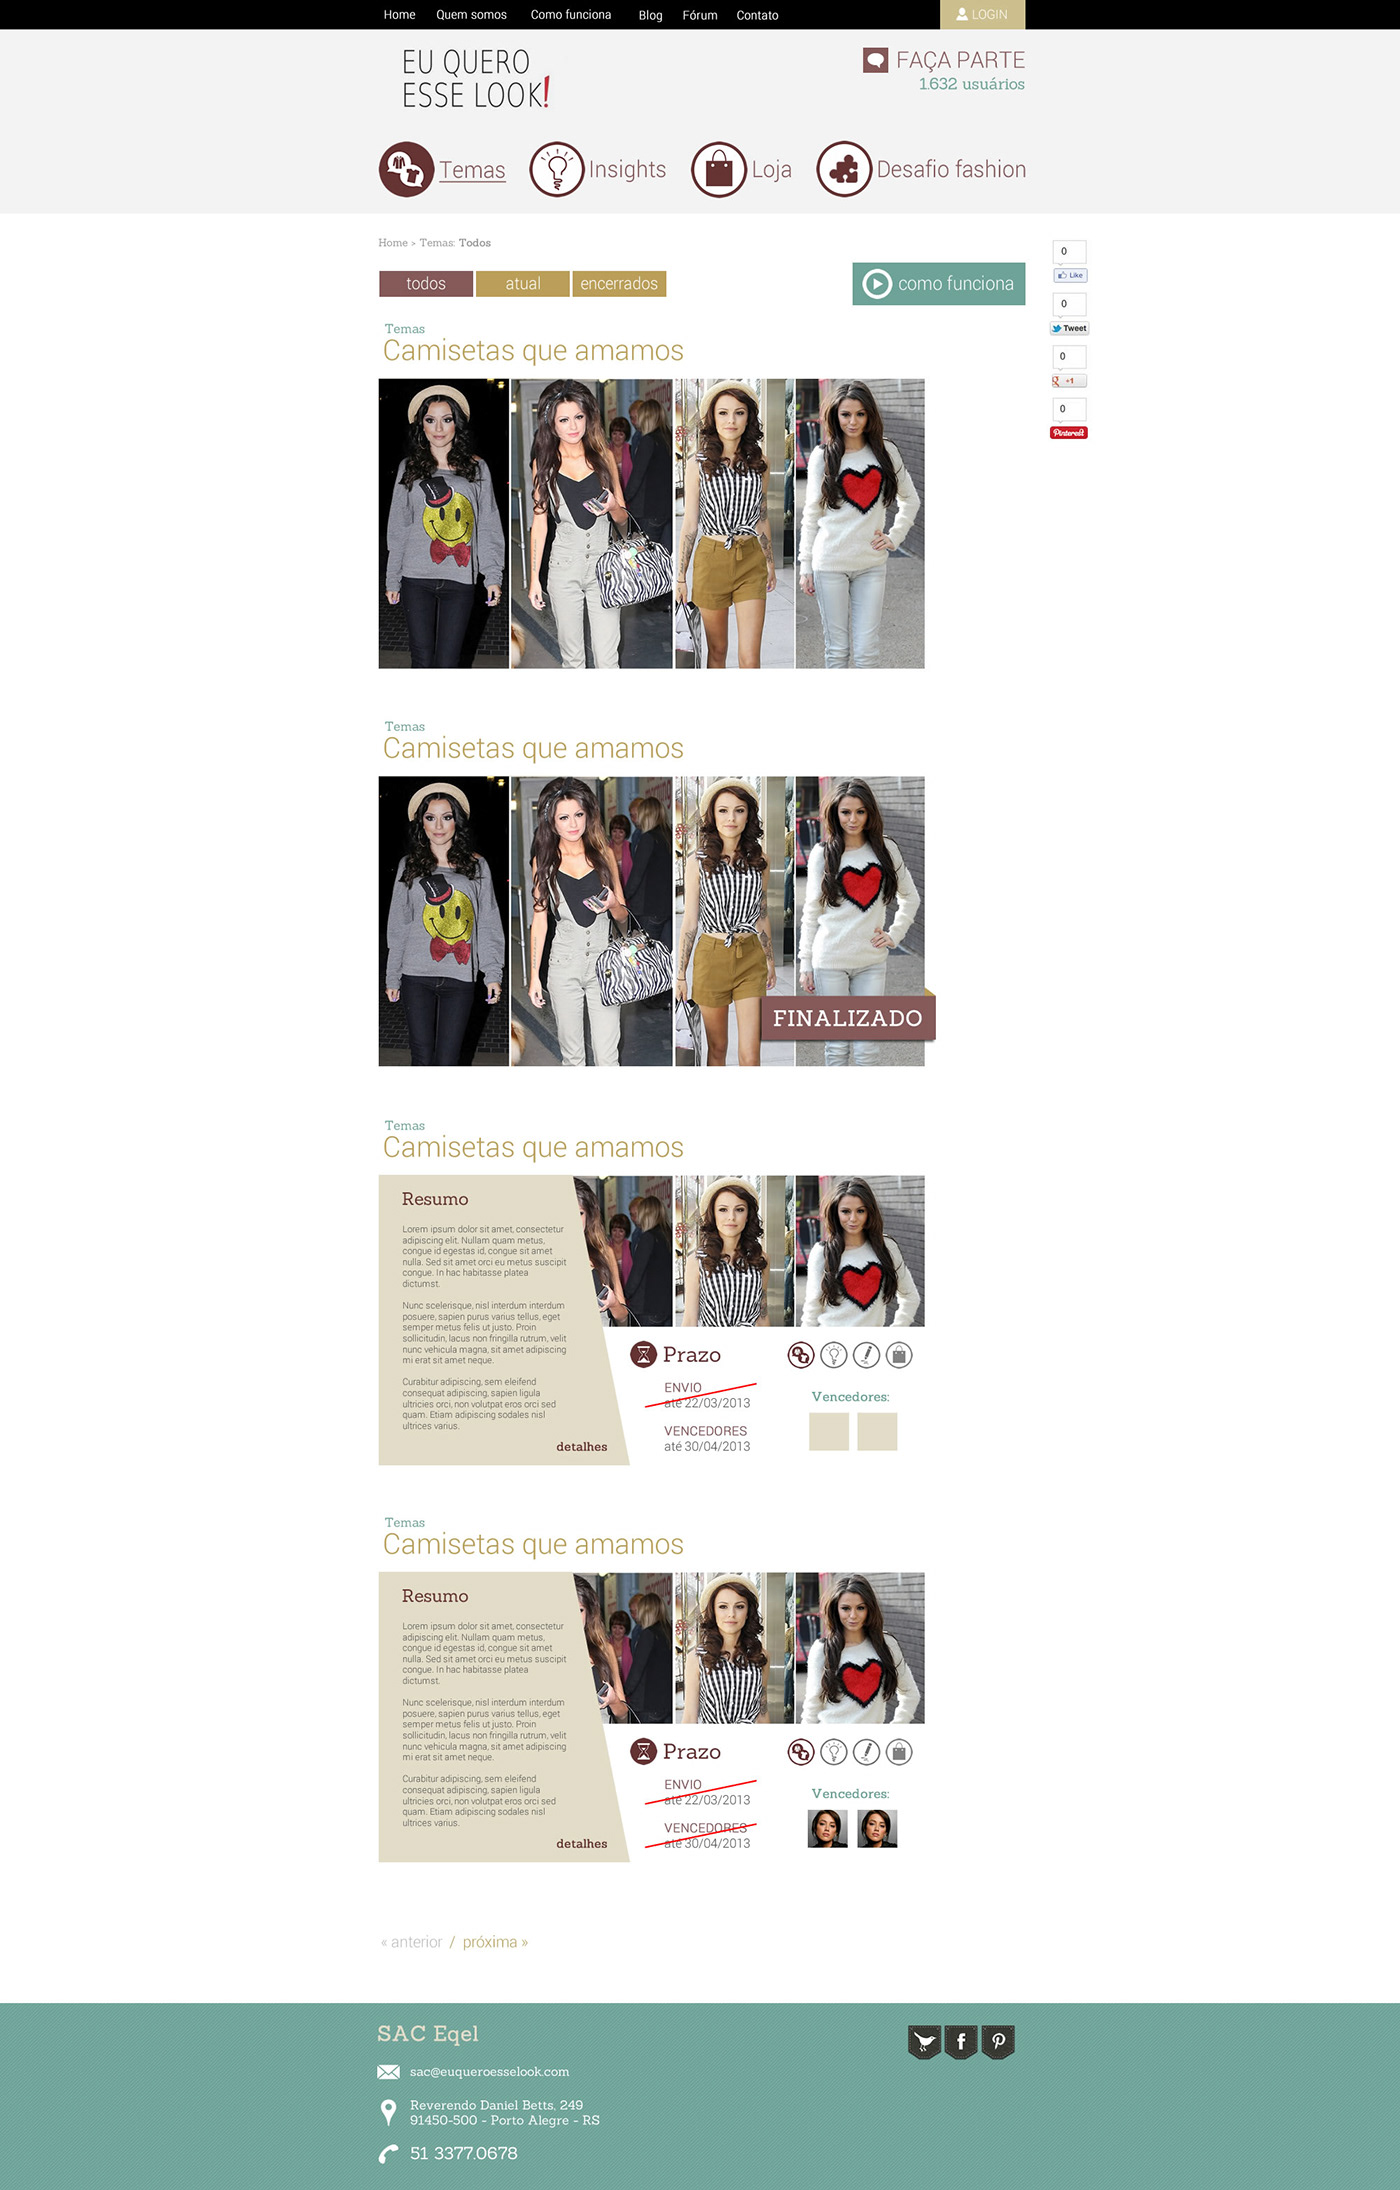 Home Quem somos Como funciona Blog Fórum Contato LOGIN
EU QUERO
ESSE LOOK!
FAÇA PARTE
1.632 usuários
Temas Insights Loja Desafio fashion
Home > Temas: Todos
todos atual encerrados
como funciona
0
Like
0
Tweet
0
+1
0
Pinterest
Temas
Camisetas que amamos
Temas
Camisetas que amamos
FINALIZADO
Temas
Camisetas que amamos
Resumo
Lorem ipsum dolor sit amet, consectetur
adipiscing elit. Nullam quam metus,
congue id egestas id, congue sit amet
nulla. Sed sit amet orci eu metus suscipit
congue. In hac habitasse platea
dictumst.
Nunc scelerisque, nisl interdum interdum
posuere, sapien purus varius tellus, eget
semper metus felis ut justo. Proin
sollicitudin, lacus non fringilla rutrum, velit
nunc vehicula magna, sit amet adipiscing
mi erat sit amet neque.
Curabitur adipiscing, sem eleifend
consequat adipiscing, sapien ligula
ultricies orci, non volutpat eros orci sed
quam. Etiam adipiscing sodales nisl
ultrices varius.
detalhes
Prazo
ENVIO
até 22/03/2013
VENCEDORES
até 30/04/2013
Vencedores:
Temas
Camisetas que amamos
Resumo
Lorem ipsum dolor sit amet, consectetur
adipiscing elit. Nullam quam metus,
congue id egestas id, congue sit amet
nulla. Sed sit amet orci eu metus suscipit
congue. In hac habitasse platea
dictumst.
Nunc scelerisque, nisl interdum interdum
posuere, sapien purus varius tellus, eget
semper metus felis ut justo. Proin
sollicitudin, lacus non fringilla rutrum, velit
nunc vehicula magna, sit amet adipiscing
mi erat sit amet neque.
Curabitur adipiscing, sem eleifend
consequat adipiscing, sapien ligula
ultricies orci, non volutpat eros orci sed
quam. Etiam adipiscing sodales nisl
ultrices varius.
detalhes
Prazo
ENVIO
até 22/03/2013
VENCEDORES
até 30/04/2013
Vencedores:
« anterior / próxima »
SAC Eqel
sac@euqueroesselook.com
Reverendo Daniel Betts, 249
91450-500 - Porto Alegre - RS
51 3377.0678